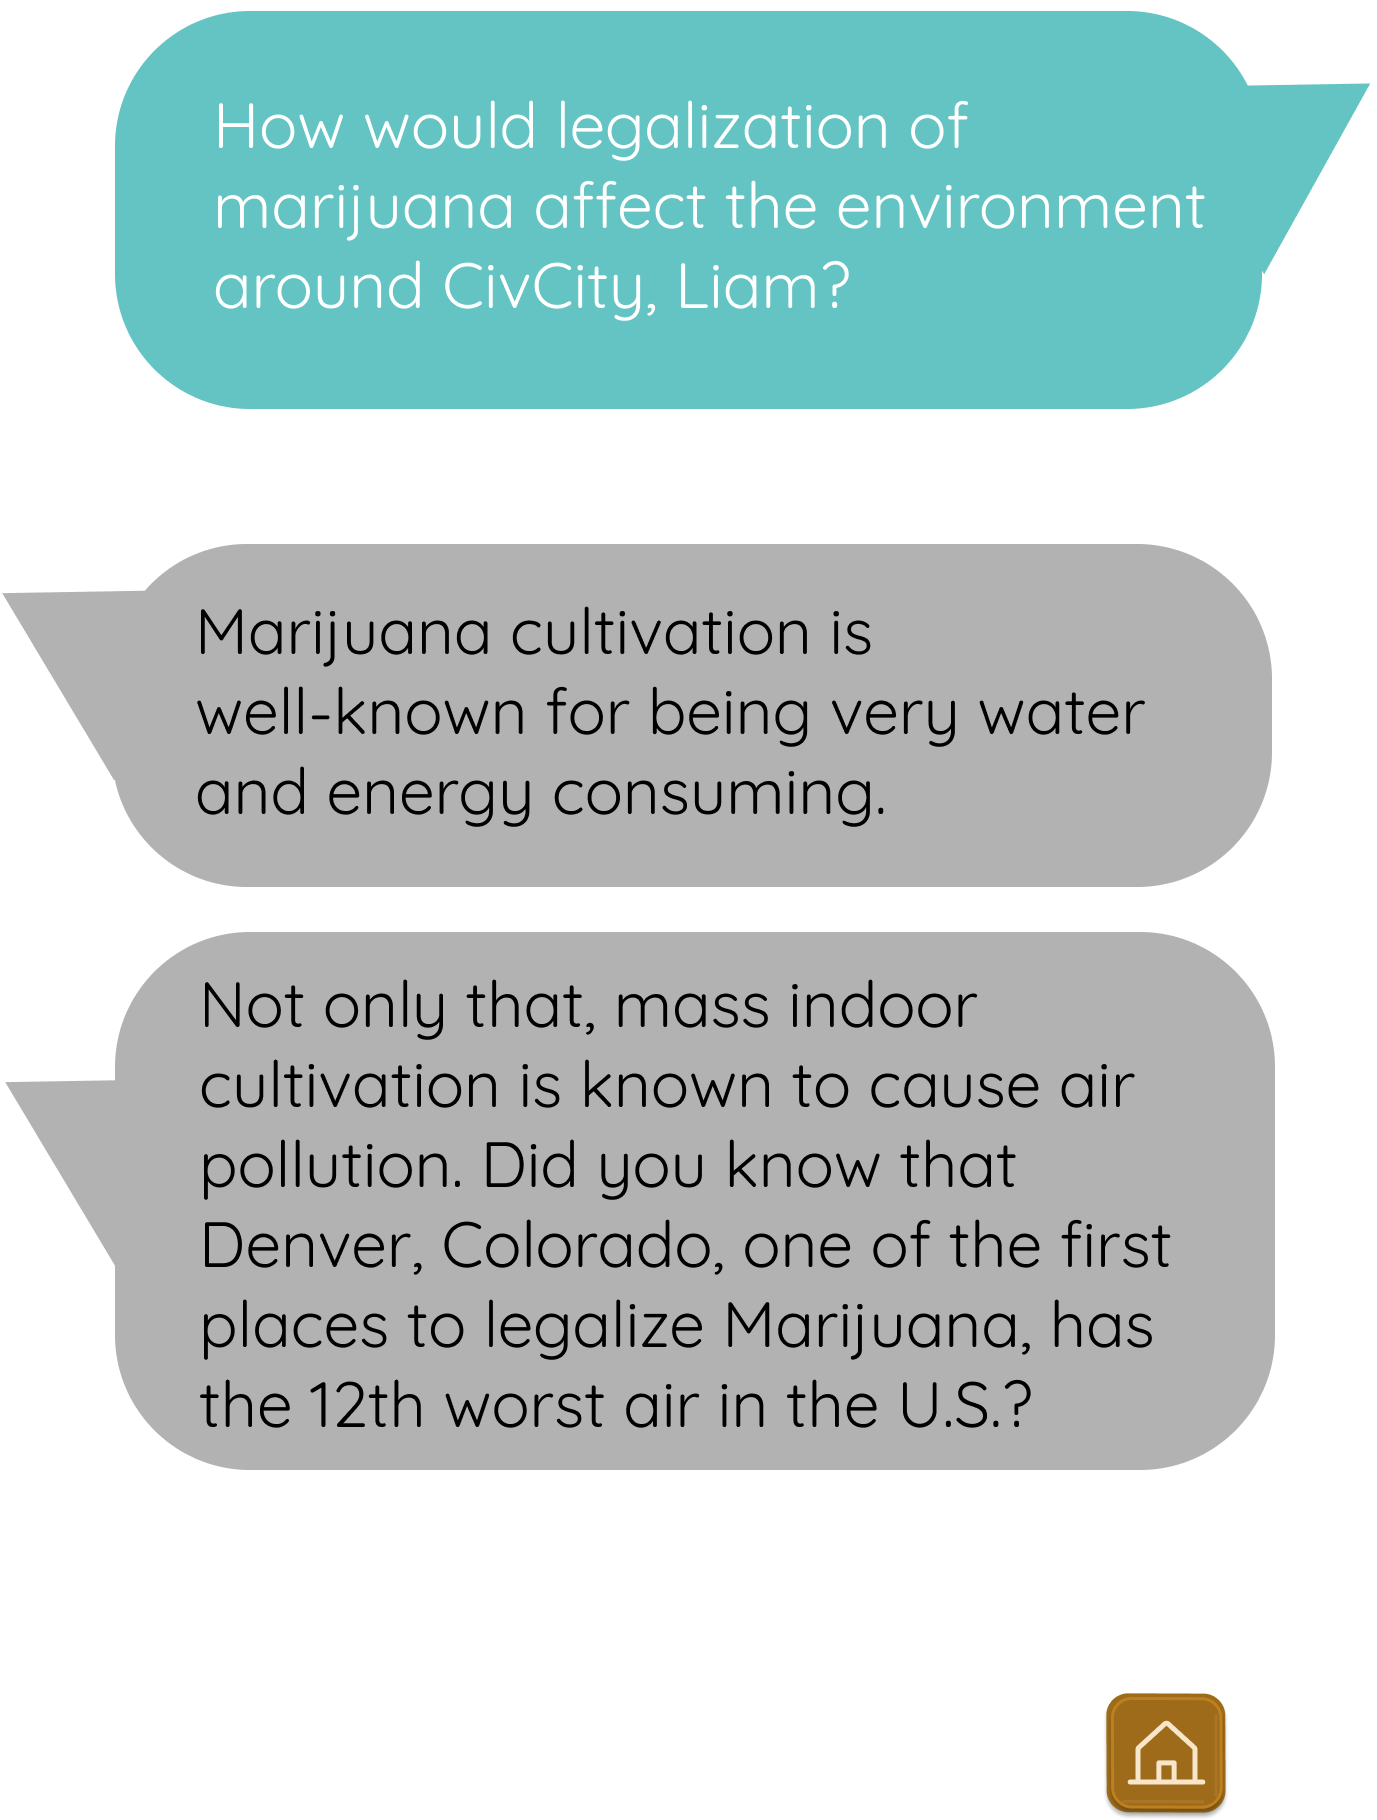 How would legalization of
marijuana affect the environment
around CivCity, Liam?
Marijuana cultivation is
well-known for being very water
and energy consuming.
Not only that, mass indoor
cultivation is known to cause air
pollution. Did you know that
Denver, Colorado, one of the first
places to legalize Marijuana, has
the 12th worst air in the U.S.?